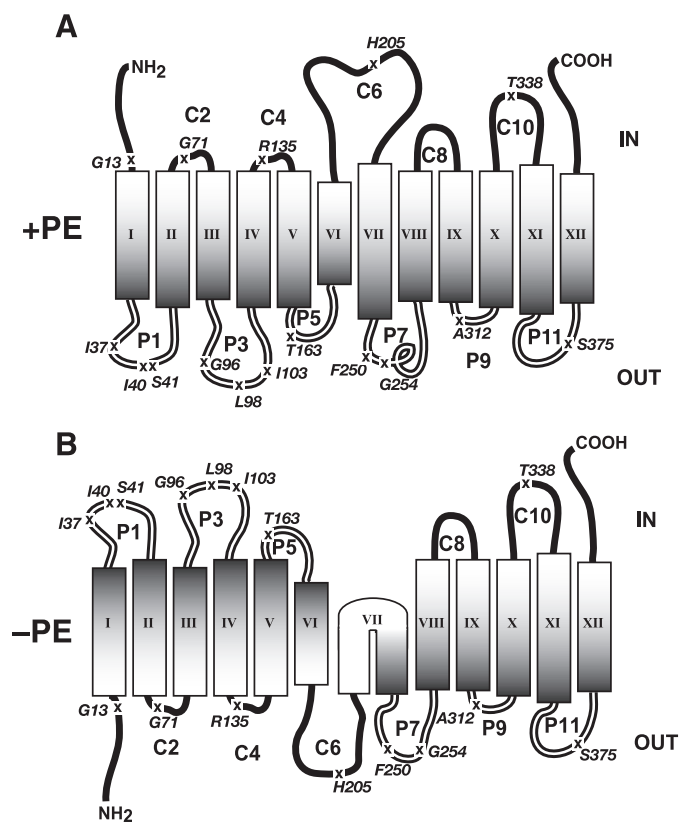 A
NH2
C2
C4
H205
C6
COOH
T338
C10
IN
G13
G71
R135
C8
+PE
I
II
III
IV
V
VI
VII
VIII
IX
X
XI
XII
I37
P1
I40
S41
P3
G96
L98
I103
P5
T163
P7
F250
G254
A312
P9
P11
S375
OUT
B
COOH
I40
S41
G96
L98
I103
T163
T338
I37
P1
P3
P5
C8
C10
IN
–PE
I
II
III
IV
V
VI
VII
VIII
IX
X
XI
XII
G13
G71
R135
C6
P7
A312
P9
P11
OUT
C2
C4
H205
F250
G254
S375
NH2